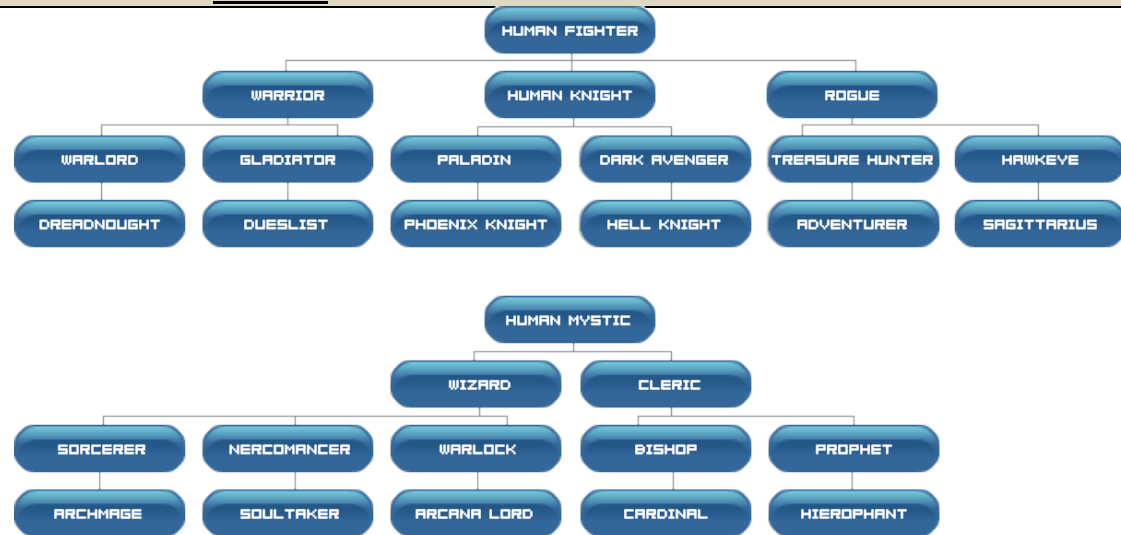 HUMAN FIGHTER
WARRIOR HUMAN KNIGHT ROGUE
WARLORD GLADIATOR PALADIN DARK AVENGER TREASURE HUNTER HAWKEYE
DREADNOUGHT DUESLIST PHOENIX KNIGHT HELL KNIGHT ADVENTURER SAGITTARIUS
HUMAN MYSTIC
WIZARD CLERIC
SORCERER NERCOMANCER WARLOCK BISHOP PROPHET
ARCHMAGE SOULTAKER ARCANA LORD CARDINAL HIEROPHANT